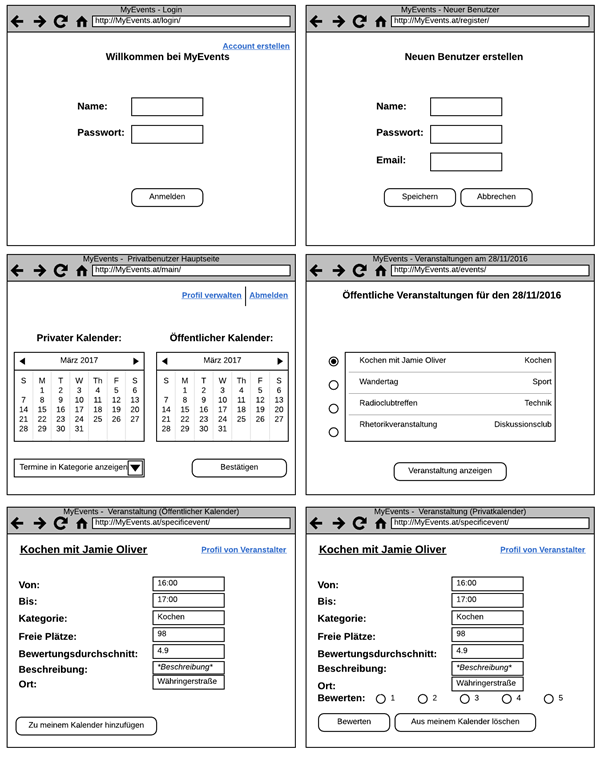 MyEvents - Login
http://MyEvents.at/login/
Account erstellen
Willkommen bei MyEvents
Name:
Passwort:
Anmelden
MyEvents - Neuer Benutzer
http://MyEvents.at/register/
Neuen Benutzer erstellen
Name:
Passwort:
Email:
Speichern Abbrechen
MyEvents - Privatbenutzer Hauptseite
http://MyEvents.at/main/
Profil verwalten Abmelden
Privater Kalender: Öffentlicher Kalender:
März 2017 März 2017
S M T W Th F S S M T W Th F S
1 2 3 4 5 6 1 2 3 4 5 6
7 8 9 10 11 12 13 7 8 9 10 11 12 13
14 15 16 17 18 19 20 14 15 16 17 18 19 20
21 22 23 24 25 26 27 21 22 23 24 25 26 27
28 29 30 31 28 29 30 31
Termine in Kategorie anzeigen Bestätigen
MyEvents - Veranstaltungen am 28/11/2016
http://MyEvents.at/events/
Öffentliche Veranstaltungen für den 28/11/2016
Kochen mit Jamie Oliver Kochen
Wandertag Sport
Radioclubtreffen Technik
Rhetorikveranstaltung Diskussionsclub
Veranstaltung anzeigen
MyEvents - Veranstaltung (Öffentlicher Kalender)
http://MyEvents.at/specificevent/
Kochen mit Jamie Oliver Profil von Veranstalter
Von: 16:00
Bis: 17:00
Kategorie: Kochen
Freie Plätze: 98
Bewertungsdurchschnitt: 4.9
Beschreibung: *Beschreibung*
Ort: Währingerstraße
Zu meinem Kalender hinzufügen
MyEvents - Veranstaltung (Privatkalender)
http://MyEvents.at/specificevent/
Kochen mit Jamie Oliver Profil von Veranstalter
Von: 16:00
Bis: 17:00
Kategorie: Kochen
Freie Plätze: 98
Bewertungsdurchschnitt: 4.9
Beschreibung: *Beschreibung*
Ort: Währingerstraße
Bewerten: 1 2 3 4 5
Bewerten Aus meinem Kalender löschen